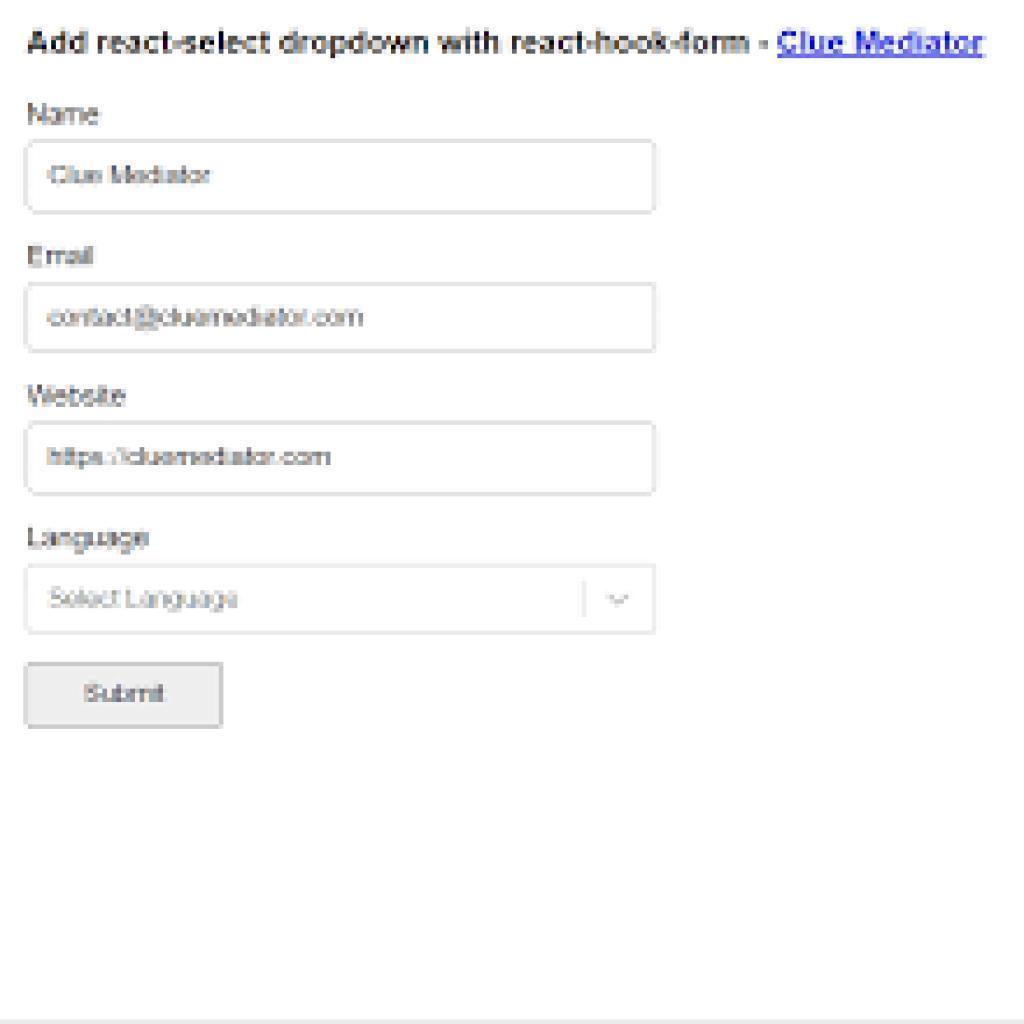 Add react-select dropdown with react-hook-form - Clue Mediator
Name
Clue Mediator
Email
contact@cluemediator.com
Website
https://cluemediator.com
Language
Select Language
Submit